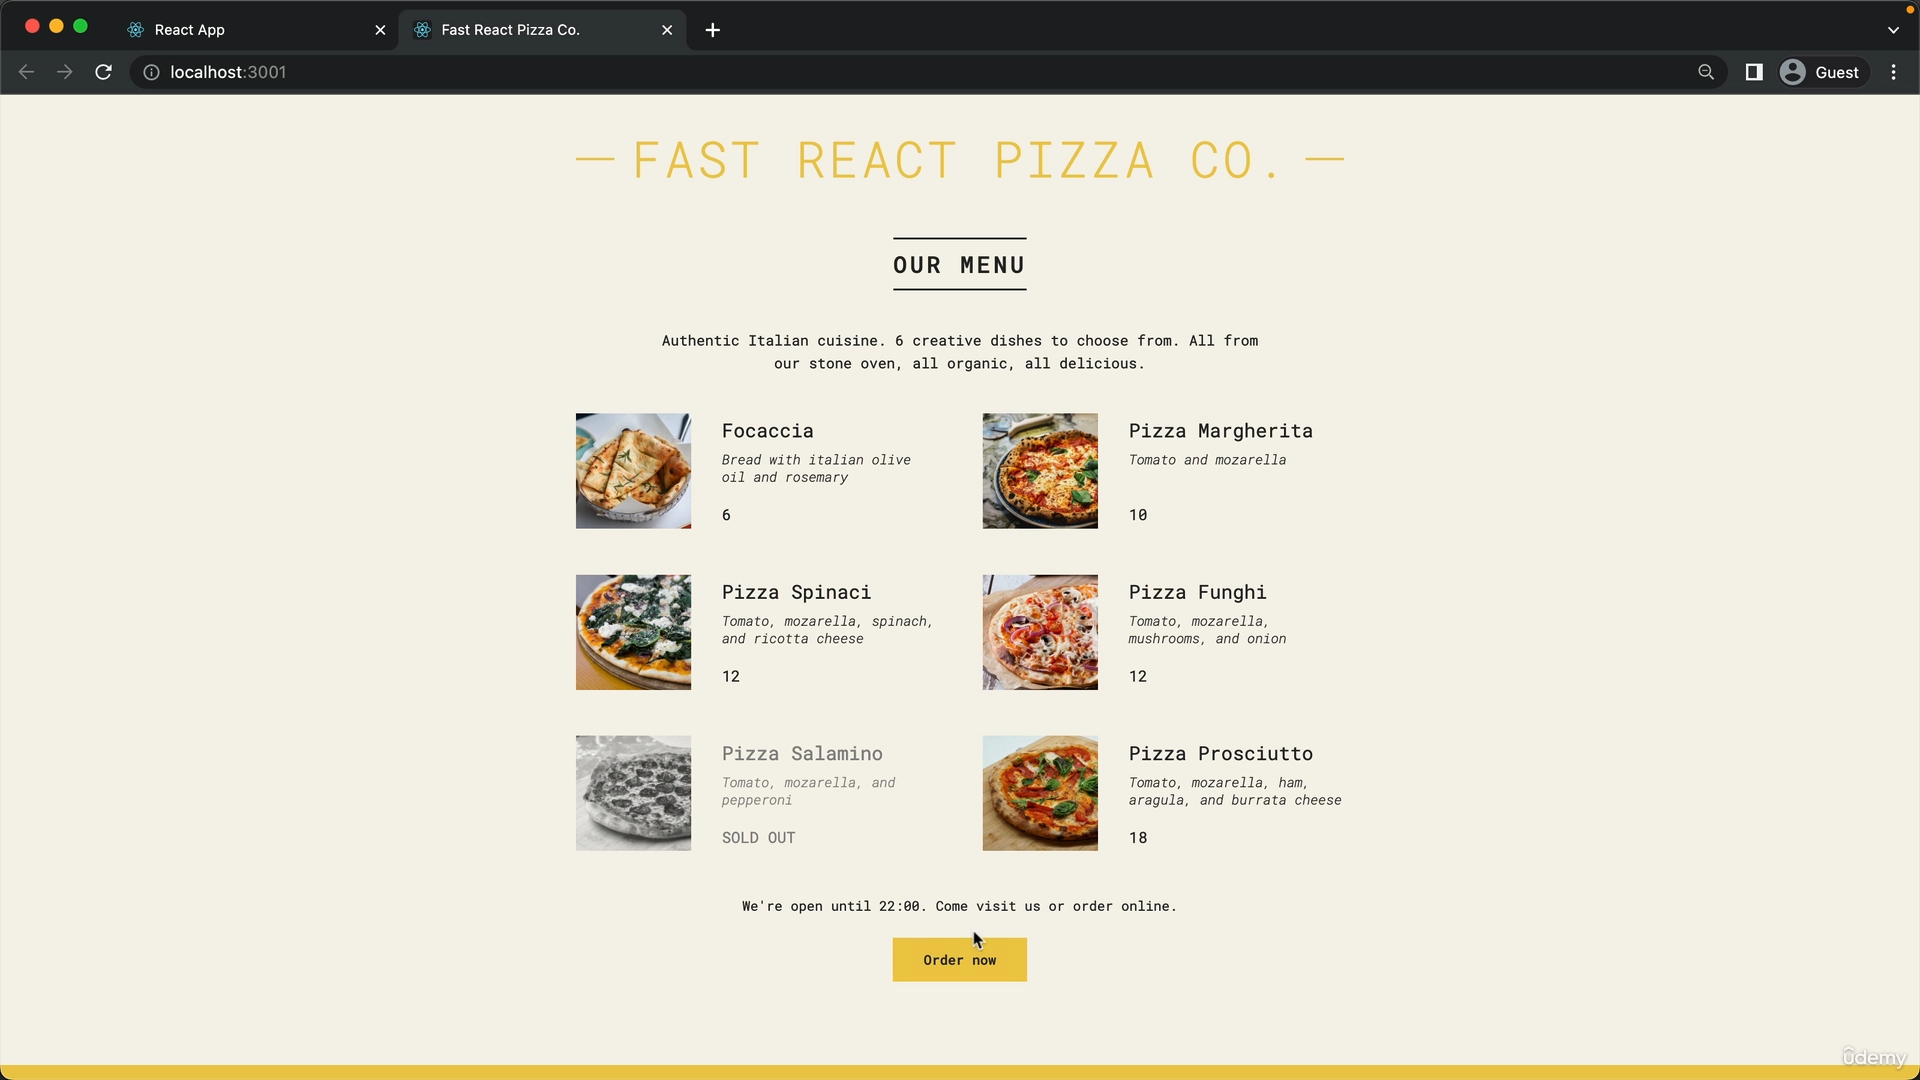 React App
Fast React Pizza Co.
localhost:3001
Guest
FAST REACT PIZZA CO.
OUR MENU
Authentic Italian cuisine. 6 creative dishes to choose from. All from
our stone oven, all organic, all delicious.
Focaccia
Bread with italian olive
oil and rosemary
6
Pizza Margherita
Tomato and mozarella
10
Pizza Spinaci
Tomato, mozarella, spinach,
and ricotta cheese
12
Pizza Funghi
Tomato, mozarella,
mushrooms, and onion
12
Pizza Salamino
Tomato, mozarella, and
pepperoni
SOLD OUT
Pizza Prosciutto
Tomato, mozarella, ham,
aragula, and burrata cheese
18
We're open until 22:00. Come visit us or order online.
Order now
ûdemy